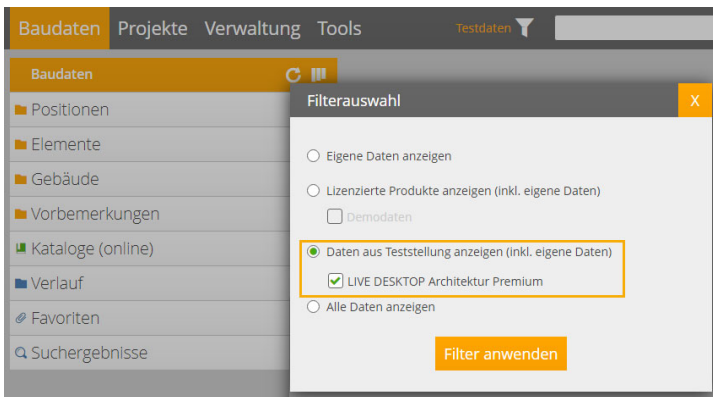 Baudaten Projekte Verwaltung Tools Testdaten
Baudaten
Positionen
Elemente
Gebäude
Vorbemerkungen
Kataloge (online)
Verlauf
Favoriten
Suchergebnisse
Filterauswahl X
Eigene Daten anzeigen
Lizenzierte Produkte anzeigen (inkl. eigene Daten)
Demodaten
Daten aus Teststellung anzeigen (inkl. eigene Daten)
LIVE DESKTOP Architektur Premium
Alle Daten anzeigen
Filter anwenden